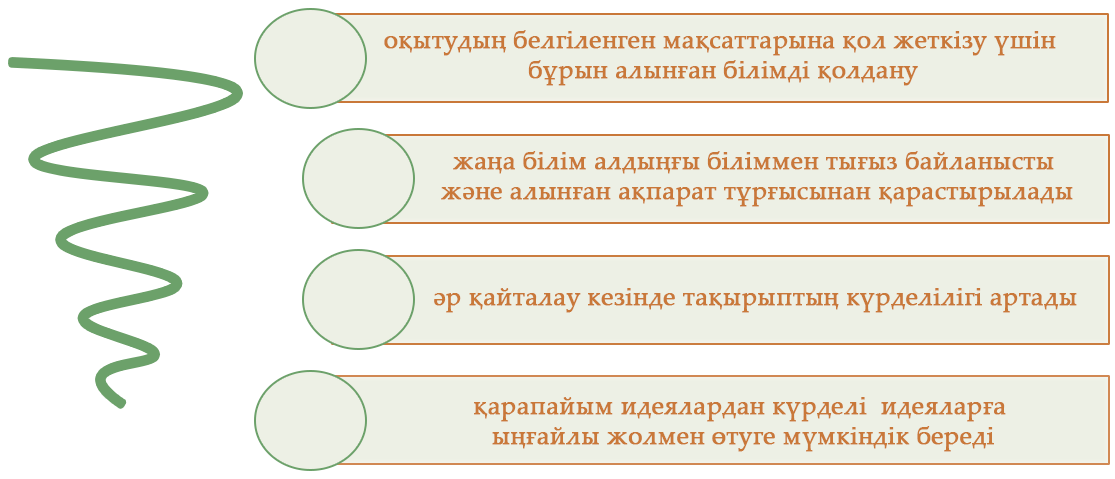 оқытудың белгіленген мақсаттарына қол жеткізу үшін
бұрын алынған білімді қолдану
жаңа білім алдыңғы біліммен тығыз байланысты
және алынған ақпарат тұрғысынан қарастырылады
әр қайталау кезінде тақырыптың күрделілігі артады
қарапайым идеялардан күрделі  идеяларға
ыңғайлы жолмен өтуге мүмкіндік береді